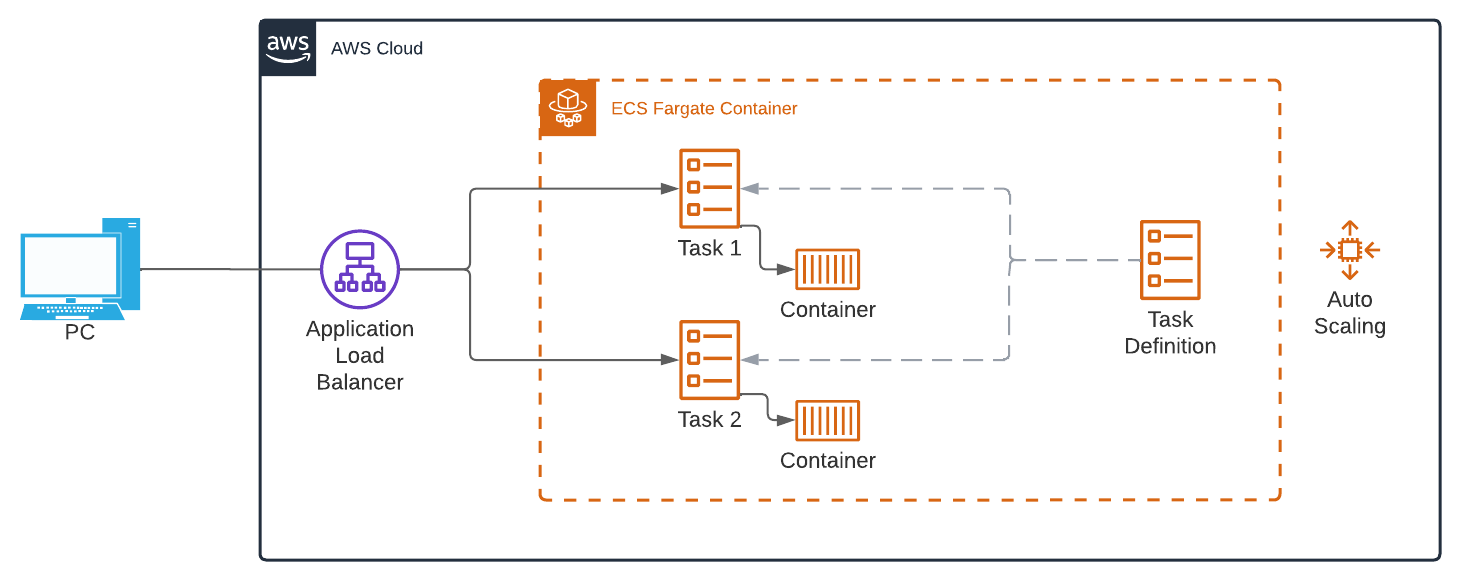 aws
AWS Cloud
ECS Fargate Container
PC
Application
Load
Balancer
Task 1
Container
Task 2
Container
Task
Definition
Auto
Scaling